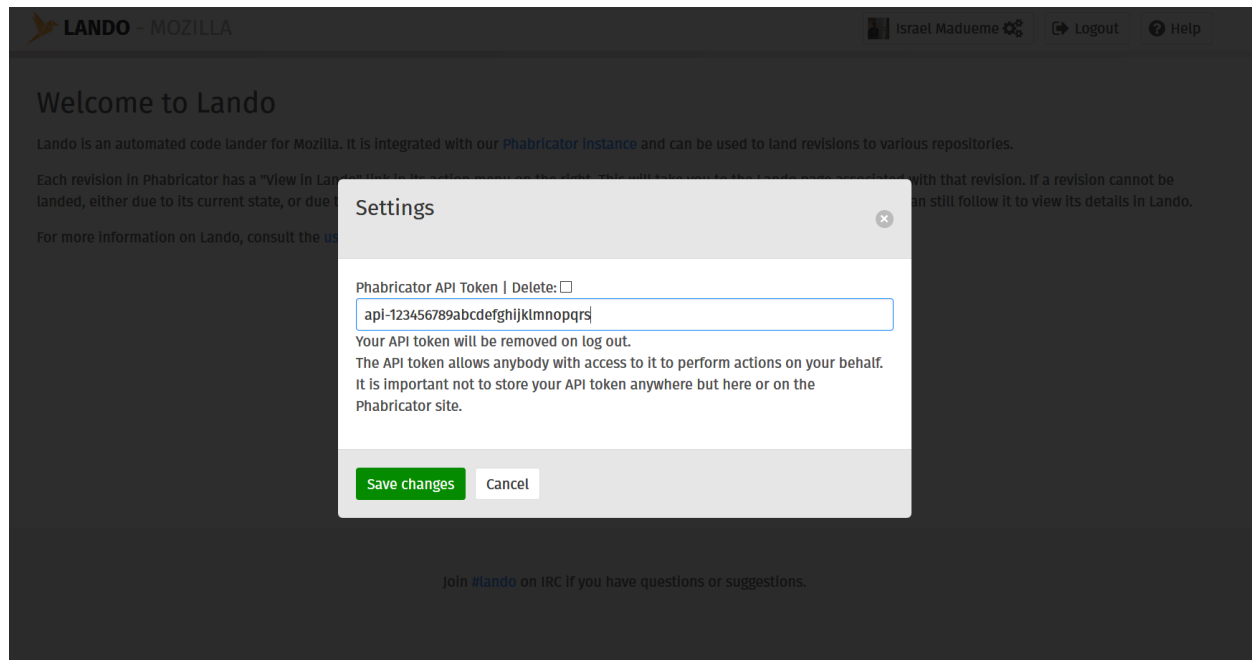 LANDO - MOZILLA
Israel Madueme
Logout
Help
Welcome to Lando
Lando is an automated code lander for Mozilla. It is integrated with our Phabricator instance and can be used to land revisions to various repositories.
Each revision in Phabricator has a "View in Lando" link in its action menu on the right. This will take you to the Lando page associated with that revision. If a revision cannot be
landed, either due to its current state, or due t
an still follow it to view its details in Lando.
For more information on Lando, consult the us
Settings
Phabricator API Token | Delete:
api-123456789abcdefghijklmnopqrs
Your API token will be removed on log out.
The API token allows anybody with access to it to perform actions on your behalf.
It is important not to store your API token anywhere but here or on the
Phabricator site.
Save changes
Cancel
Join #lando on IRC if you have questions or suggestions.